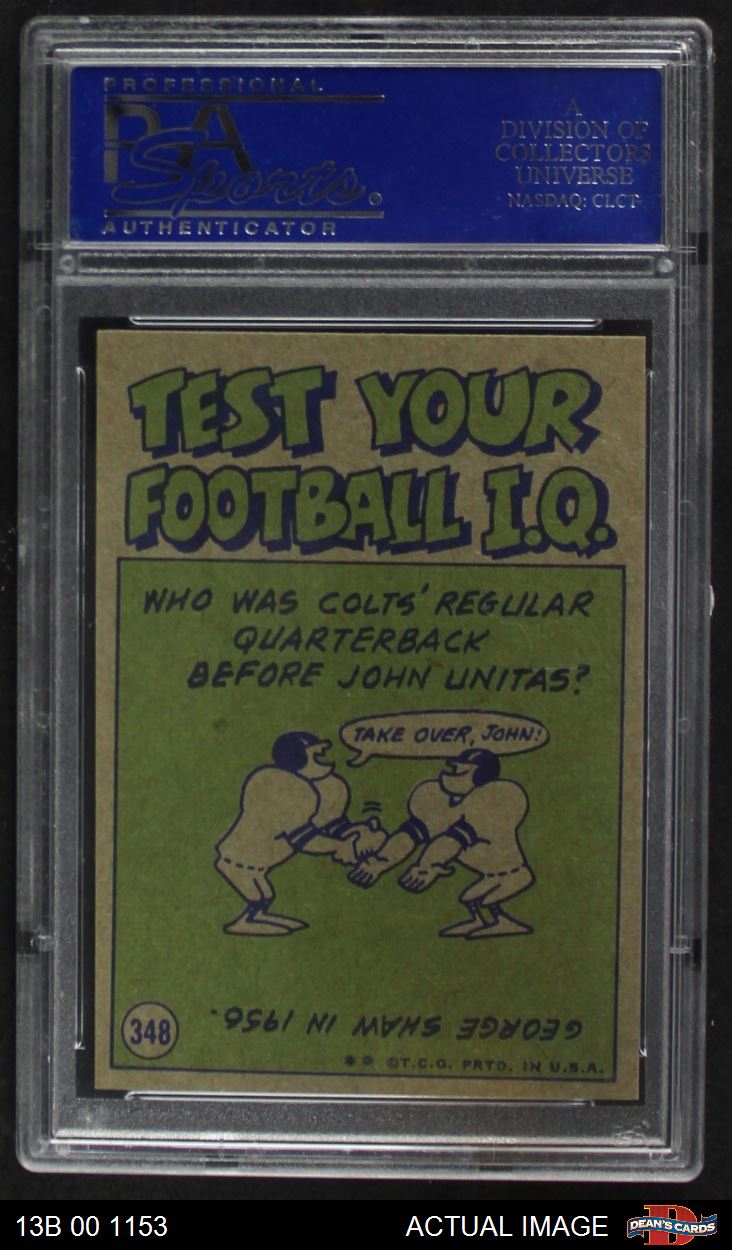 PROFESSIONAL
PSA
Sports
AUTHENTICATOR
A
DIVISION OF
COLLECTORS
UNIVERSE
NASDAQ: CLCT
TEST YOUR
FOOTBALL I.Q.
WHO WAS COLTS' REGULAR
QUARTERBACK
BEFORE JOHN UNITAS?
TAKE OVER, JOHN!
GEORGE SHAW IN 1956.
348
** ©T.C.G. PRTD. IN U.S.A.
13B 00 1153
ACTUAL IMAGE
DEAN'S CARDS